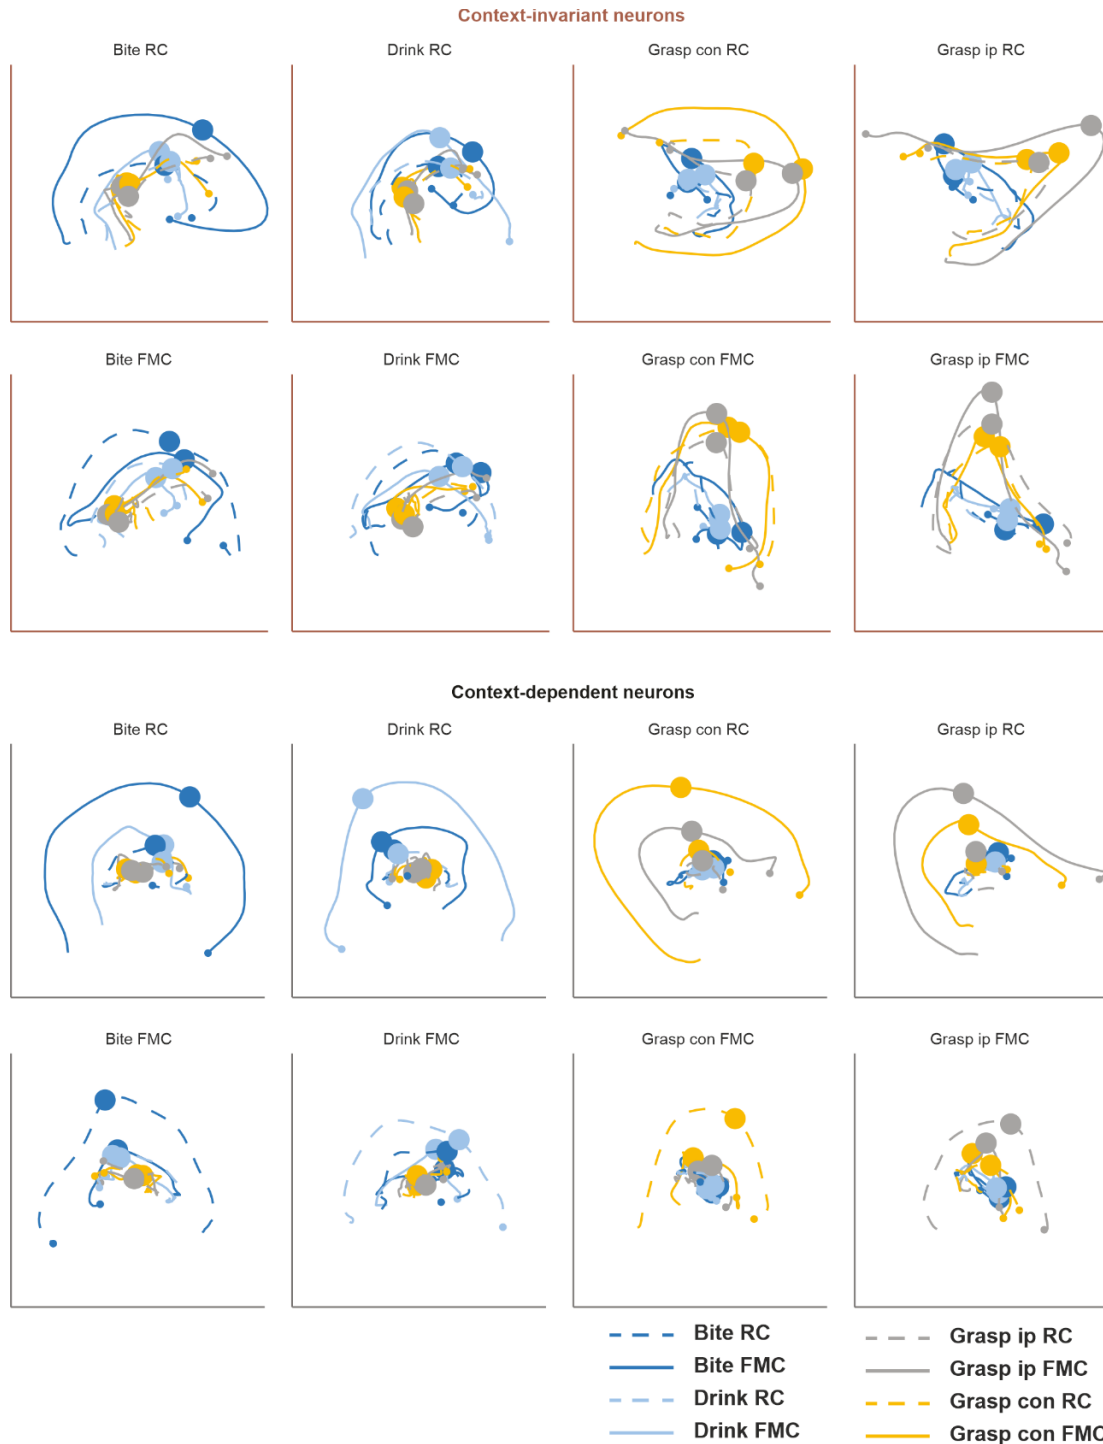 Context-invariant neurons
Bite RC
Drink RC
Grasp con RC
Grasp ip RC
Bite FMC
Drink FMC
Grasp con FMC
Grasp ip FMC
Context-dependent neurons
Bite RC
Drink RC
Grasp con RC
Grasp ip RC
Bite FMC
Drink FMC
Grasp con FMC
Grasp ip FMC
Bite RC
Bite FMC
Drink RC
Drink FMC
Grasp ip RC
Grasp ip FMC
Grasp con RC
Grasp con FMC